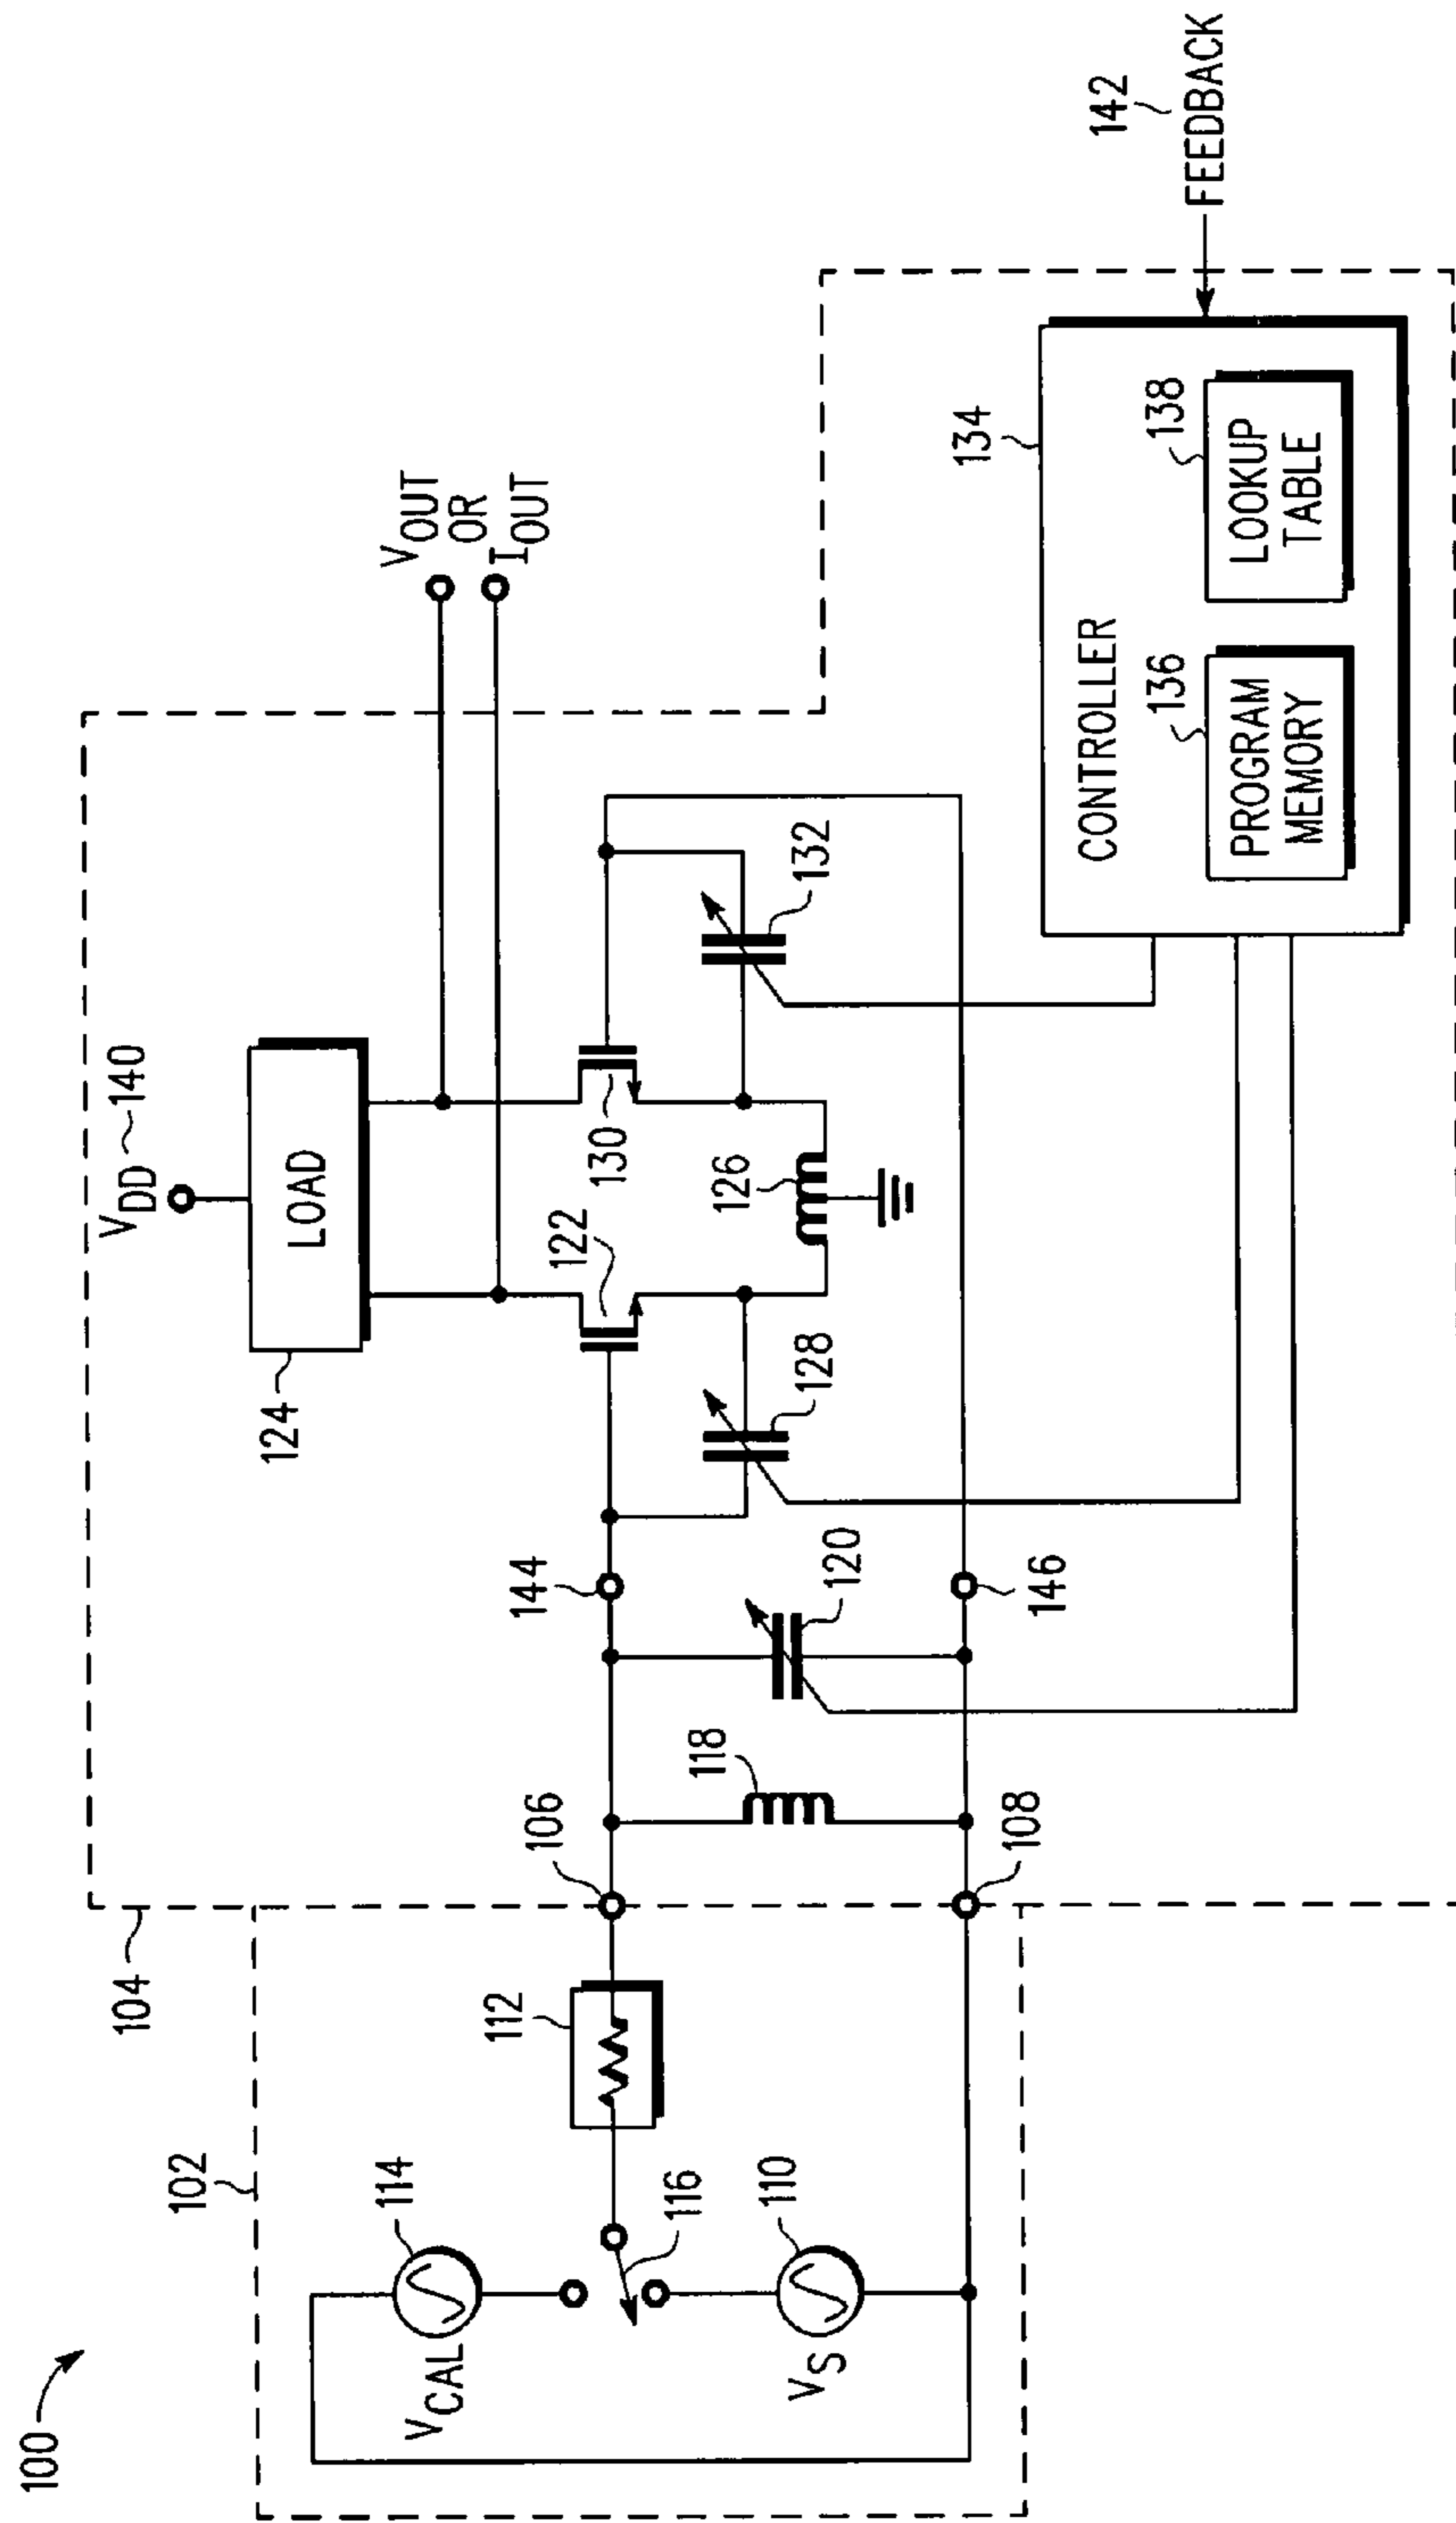 100
102
104
V_CAL
114
116
V_S
110
112
106
108
118
120
144
146
124
V_DD
140
LOAD
122
128
126
130
132
V_OUT
OR
I_OUT
134
CONTROLLER
136
PROGRAM
MEMORY
138
LOOKUP
TABLE
142
FEEDBACK